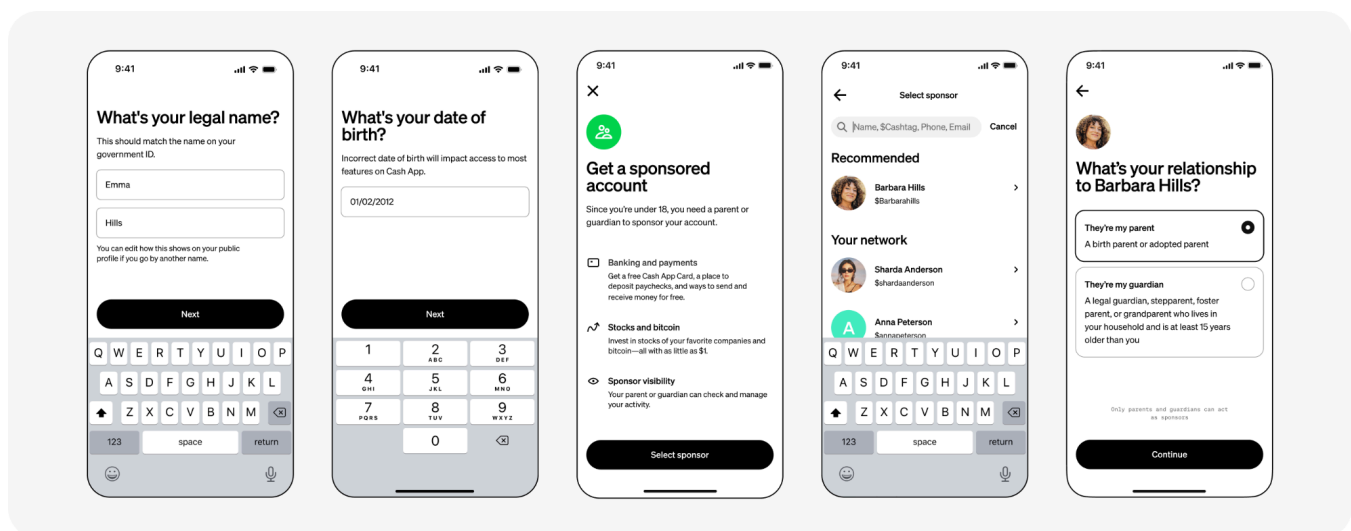 9:41
What's your legal name?
This should match the name on your
government ID.
Emma
Hills
You can edit how this shows on your public
profile if you go by another name.
Next
Q W E R T Y U I O P
A S D F G H J K L
Z X C V B N M
123 space return
9:41
What's your date of
birth?
Incorrect date of birth will impact access to most
features on Cash App.
01/02/2012
Next
1 2 3
ABC DEF
4 5 6
GHI JKL MNO
7 8 9
PQRS TUV WXYZ
0
9:41
Get a sponsored
account
Since you're under 18, you need a parent or
guardian to sponsor your account.
Banking and payments
Get a free Cash App Card, a place to
deposit paychecks, and ways to send and
receive money for free.
Stocks and bitcoin
Invest in stocks of your favorite companies and
bitcoin—all with as little as $1.
Sponsor visibility
Your parent or guardian can check and manage
your activity.
Select sponsor
9:41
Select sponsor
Name, $Cashtag, Phone, Email Cancel
Recommended
Barbara Hills
$Barbarahills
Your network
Sharda Anderson
$shardaanderson
A
Anna Peterson
$annapeterson
Q W E R T Y U I O P
A S D F G H J K L
Z X C V B N M
123 space return
9:41
What's your relationship
to Barbara Hills?
They're my parent
A birth parent or adopted parent
They're my guardian
A legal guardian, stepparent, foster
parent, or grandparent who lives in
your household and is at least 15 years
older than you
Only parents and guardians can act
as sponsors
Continue